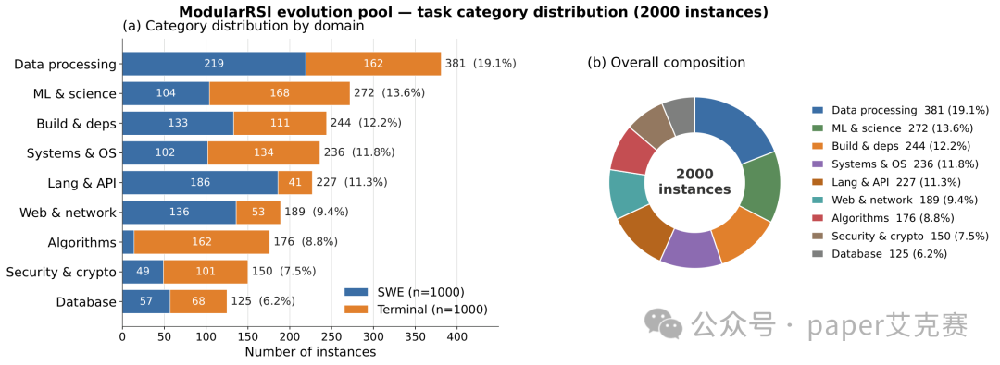 ModularRSI evolution pool — task category distribution (2000 instances)
(a) Category distribution by domain
Data processing 219 162 381 (19.1%)
ML & science 104 168 272 (13.6%)
Build & deps 133 111 244 (12.2%)
Systems & OS 102 134 236 (11.8%)
Lang & API 186 41 227 (11.3%)
Web & network 136 53 189 (9.4%)
Algorithms 162 176 (8.8%)
Security & crypto 49 101 150 (7.5%)
Database 57 68 125 (6.2%)
SWE (n=1000)
Terminal (n=1000)
0 50 100 150 200 250 300 350 400
Number of instances
(b) Overall composition
2000
instances
Data processing 381 (19.1%)
ML & science 272 (13.6%)
Build & deps 244 (12.2%)
Systems & OS 236 (11.8%)
Lang & API 227 (11.3%)
Web & network 189 (9.4%)
Algorithms 176 (8.8%)
Security & crypto 150 (7.5%)
Database 125 (6.2%)
公众号 · paper艾克赛